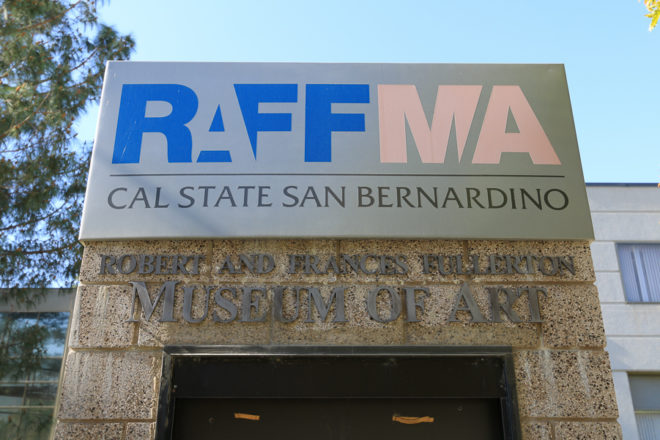 RAFFMA
CAL STATE SAN BERNARDINO
ROBERT AND FRANCES FULLERTON
MUSEUM OF ART